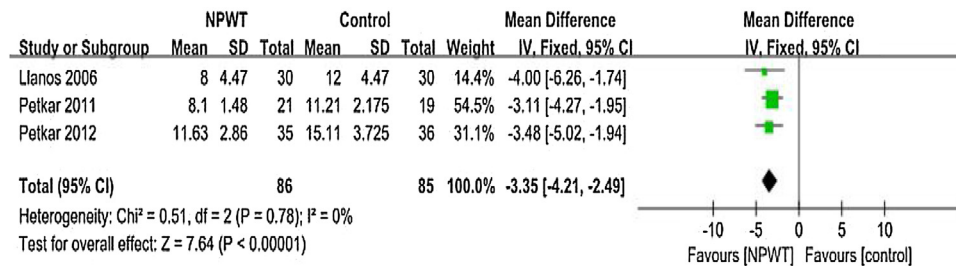 NPWT Control Mean Difference Mean Difference
Study or Subgroup Mean SD Total Mean SD Total Weight IV, Fixed, 95% CI IV, Fixed, 95% CI
Llanos 2006 8 4.47 30 12 4.47 30 14.4% -4.00 [-6.26, -1.74]
Petkar 2011 8.1 1.48 21 11.21 2.175 19 54.5% -3.11 [-4.27, -1.95]
Petkar 2012 11.63 2.86 35 15.11 3.725 36 31.1% -3.48 [-5.02, -1.94]
Total (95% CI) 86 85 100.0% -3.35 [-4.21, -2.49]
Heterogeneity: Chi² = 0.51, df = 2 (P = 0.78); I² = 0%
Test for overall effect: Z = 7.64 (P < 0.00001)
-10 -5 0 5 10
Favours [NPWT] Favours [control]